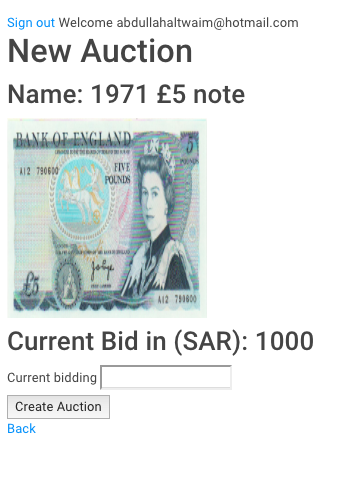 Sign out Welcome abdullahaltwaim@hotmail.com
New Auction
Name: 1971 £5 note
BANK OF ENGLAND
5
POUNDS
A12 790600
FIVE
POUNDS
£5
A12 790600
Current Bid in (SAR): 1000
Current bidding
Create Auction
Back